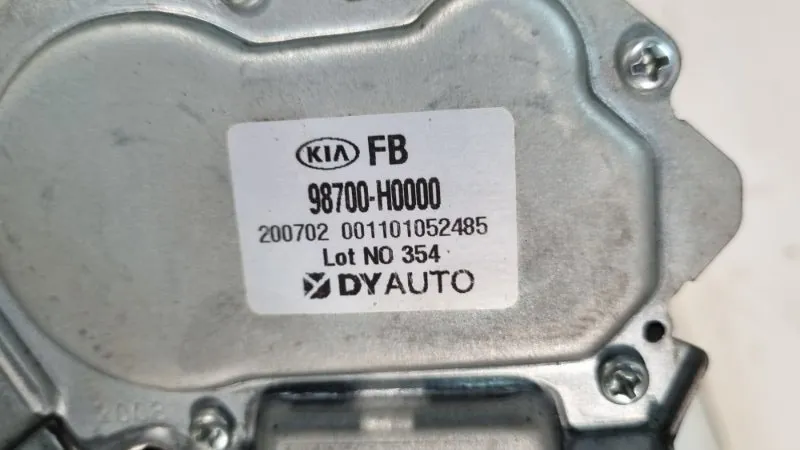 KIA FB
98700-H0000
200702 001101052485
Lot NO 354
DYAUTO